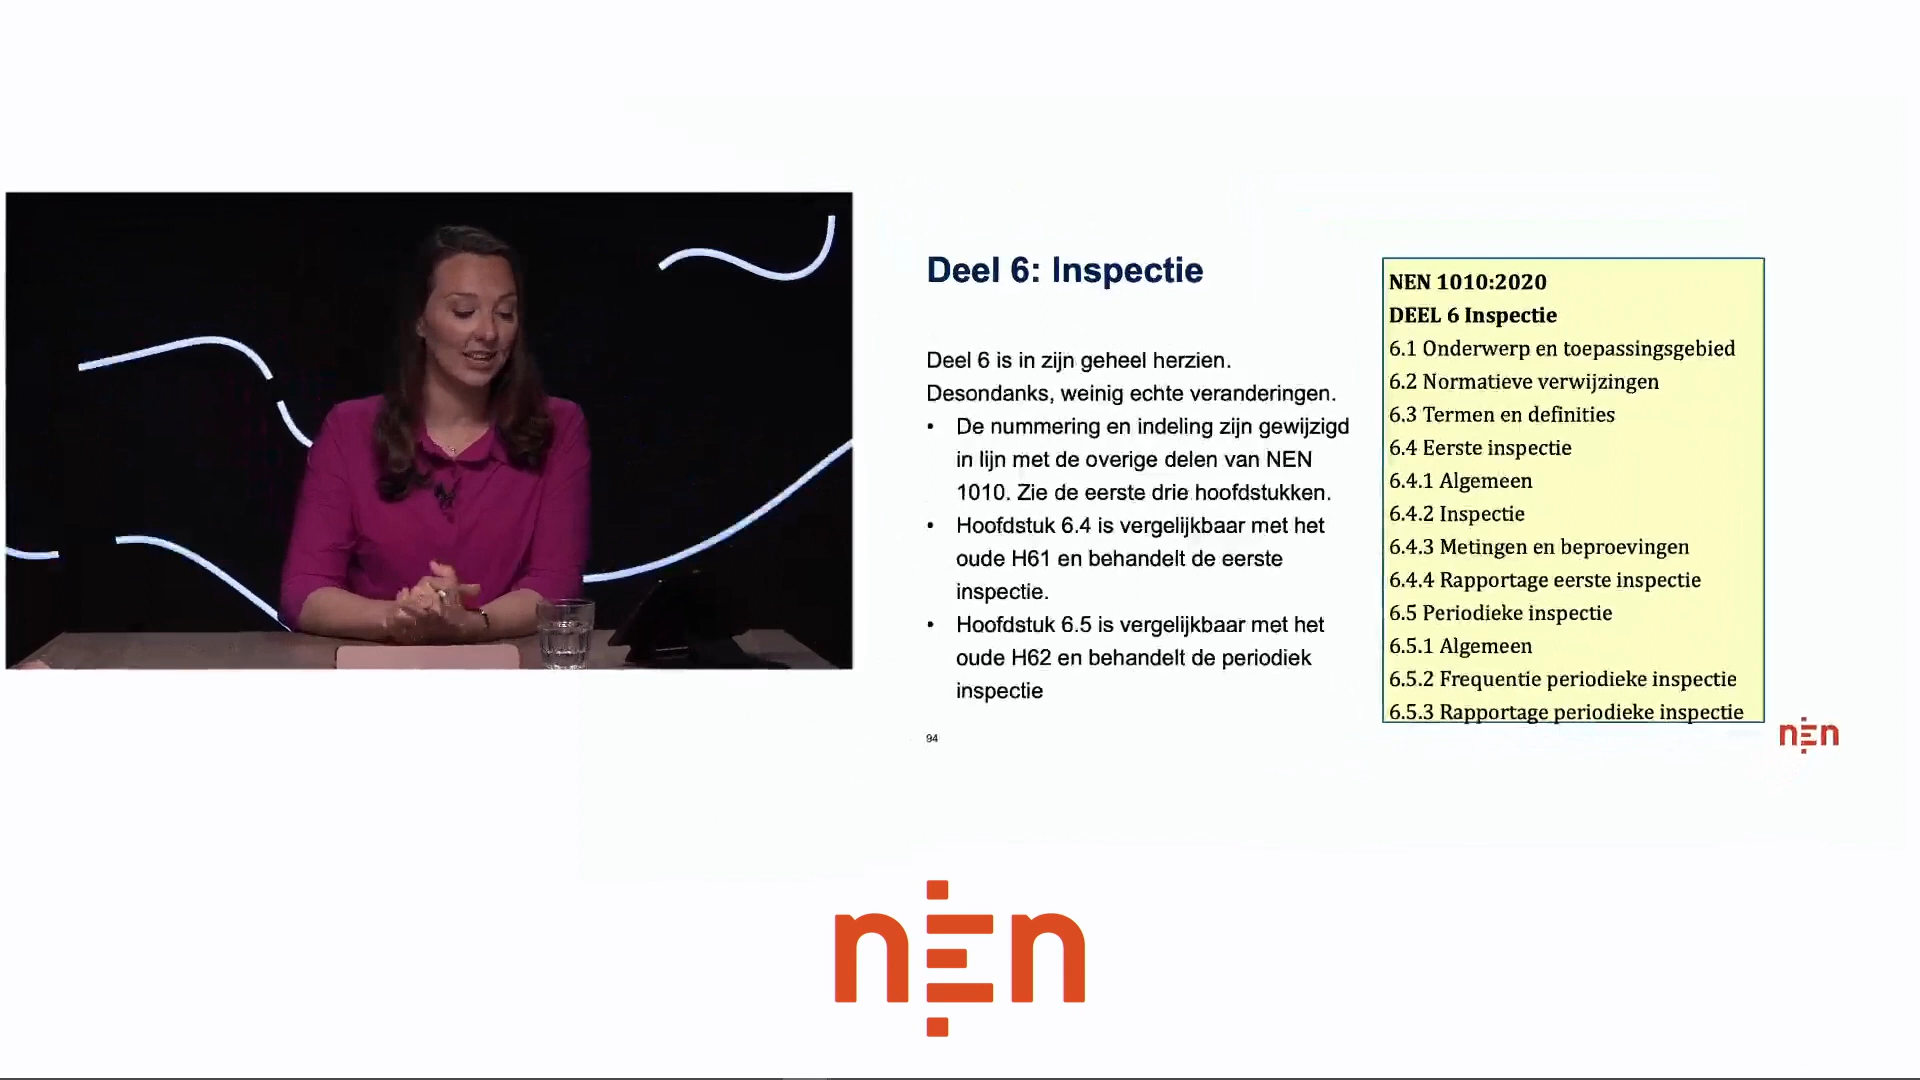 Deel 6: Inspectie
Deel 6 is in zijn geheel herzien.
Desondanks, weinig echte veranderingen.
• De nummering en indeling zijn gewijzigd
in lijn met de overige delen van NEN
1010. Zie de eerste drie hoofdstukken.
• Hoofdstuk 6.4 is vergelijkbaar met het
oude H61 en behandelt de eerste
inspectie.
• Hoofdstuk 6.5 is vergelijkbaar met het
oude H62 en behandelt de periodiek
inspectie
94
NEN 1010:2020
DEEL 6 Inspectie
6.1 Onderwerp en toepassingsgebied
6.2 Normatieve verwijzingen
6.3 Termen en definities
6.4 Eerste inspectie
6.4.1 Algemeen
6.4.2 Inspectie
6.4.3 Metingen en beproevingen
6.4.4 Rapportage eerste inspectie
6.5 Periodieke inspectie
6.5.1 Algemeen
6.5.2 Frequentie periodieke inspectie
6.5.3 Rapportage periodieke inspectie
nen
nen